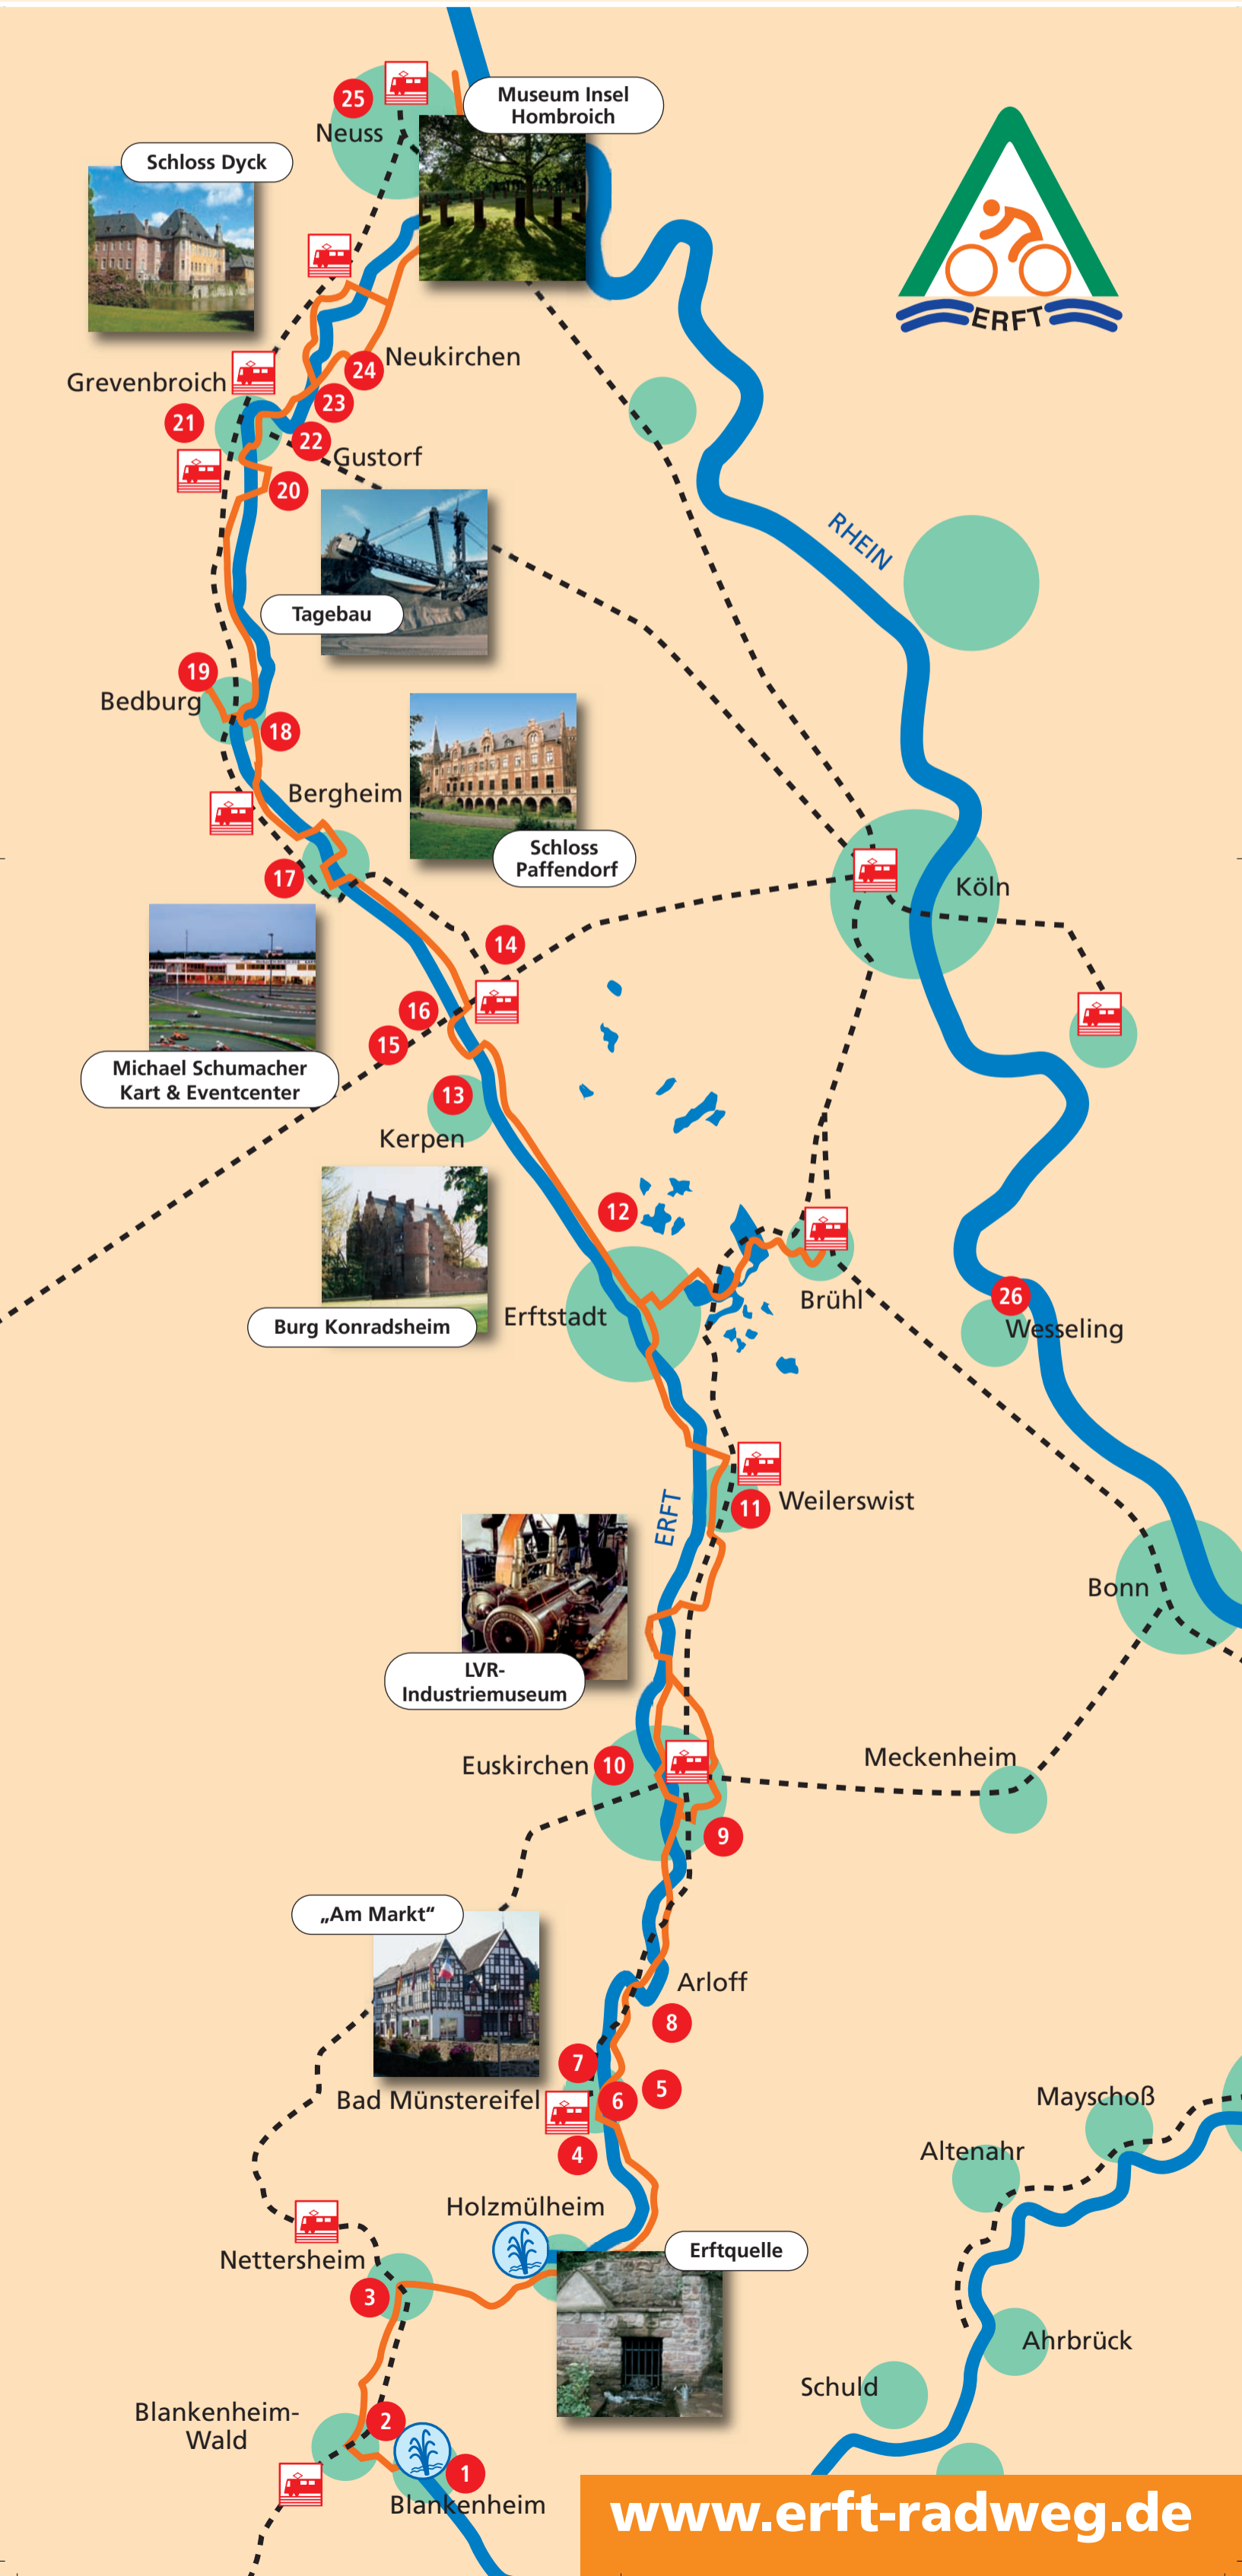 25
Neuss
Museum Insel
Hombroich
Schloss Dyck
ERFT
Neukirchen
24
Grevenbroich
23
21
22
Gustorf
20
RHEIN
Tagebau
19
Bedburg
18
Bergheim
Schloss
Paffendorf
17
Köln
14
16
15
Michael Schumacher
Kart & Eventcenter
13
Kerpen
12
Brühl
26
Wesseling
Erftstadt
Burg Konradsheim
11
Weilerswist
ERFT
Bonn
LVR-
Industriemuseum
Meckenheim
Euskirchen
10
9
„Am Markt“
Arloff
8
7
5
6
Bad Münstereifel
4
Mayschoß
Altenahr
Holzmülheim
Erftquelle
Nettersheim
3
Ahrbrück
Schuld
Blankenheim-
Wald
2
1
Blankenheim
www.erft-radweg.de